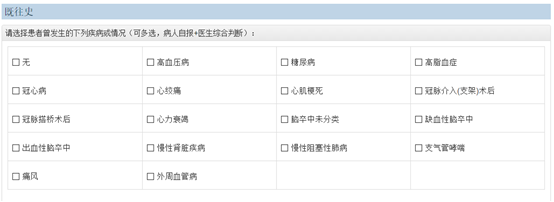 既往史
请选择患者曾发生的下列疾病或情况（可多选，病人自报+医生综合判断）：
无 高血压病 糖尿病 高脂血症
冠心病 心绞痛 心肌梗死 冠脉介入(支架)术后
冠脉搭桥术后 心力衰竭 脑卒中未分类 缺血性脑卒中
出血性脑卒中 慢性肾脏疾病 慢性阻塞性肺病 支气管哮喘
痛风 外周血管病